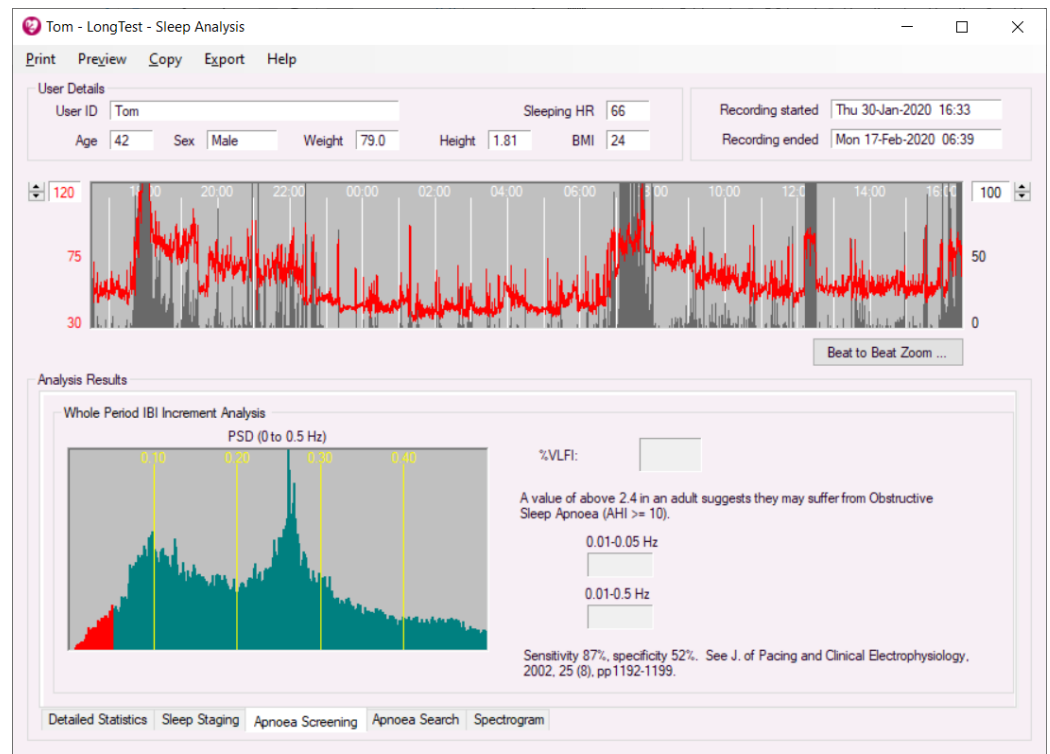 Tom - LongTest - Sleep Analysis
Print Preview Copy Export Help
User Details
User ID Tom Sleeping HR 66 Recording started Thu 30-Jan-2020 16:33
Age 42 Sex Male Weight 79.0 Height 1.81 BMI 24 Recording ended Mon 17-Feb-2020 06:39
120 20:00 22:00 00:00 02:00 04:00 06:00 10:00 14:00 100
75 50
30 0
Beat to Beat Zoom ...
Analysis Results
Whole Period IBI Increment Analysis
PSD (0 to 0.5 Hz)
0.10 0.20 0.30 0.40
%VLFI:
A value of above 2.4 in an adult suggests they may suffer from Obstructive
Sleep Apnoea (AHI >= 10).
0.01-0.05 Hz
0.01-0.5 Hz
Sensitivity 87%, specificity 52%. See J. of Pacing and Clinical Electrophysiology,
2002, 25 (8), pp1192-1199.
Detailed Statistics Sleep Staging Apnoea Screening Apnoea Search Spectrogram